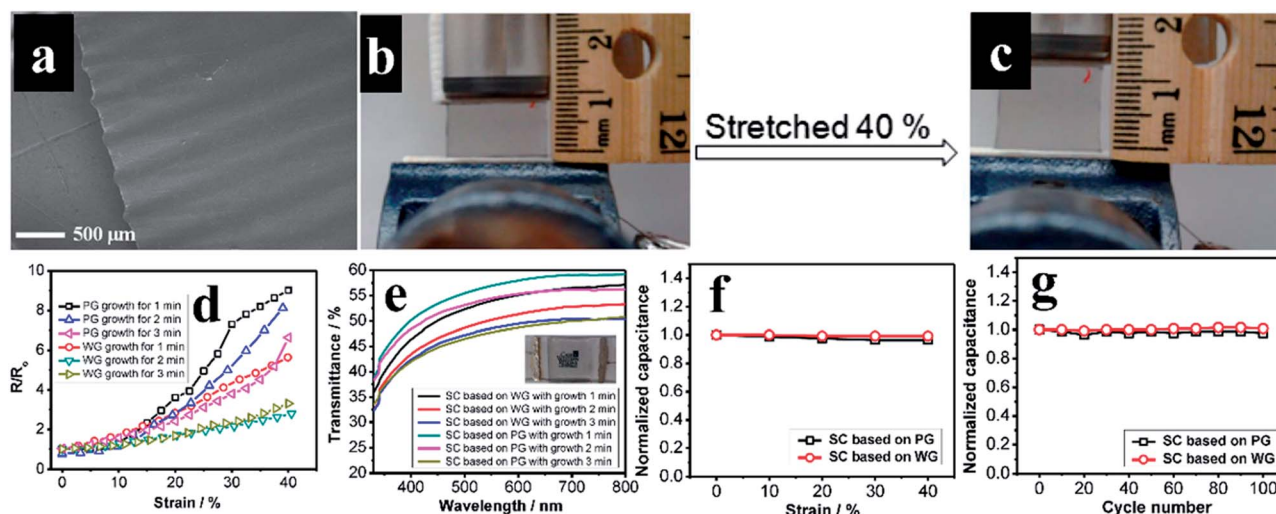 a
500 μm
b
2
1
mm
12
Stretched 40 %
c
2
1
mm
12
d
R/R₀
10
8
6
4
2
0
PG growth for 1 min
PG growth for 2 min
PG growth for 3 min
WG growth for 1 min
WG growth for 2 min
WG growth for 3 min
0 10 20 30 40
Strain / %
e
Transmittance / %
60
55
50
45
40
35
30
25
20
SC based on WG with growth 1 min
SC based on WG with growth 2 min
SC based on WG with growth 3 min
SC based on PG with growth 1 min
SC based on PG with growth 2 min
SC based on PG with growth 3 min
400 500 600 700 800
Wavelength / nm
f
Normalized capacitance
1.4
1.2
1.0
0.8
0.6
0.4
0.2
0.0
SC based on PG
SC based on WG
0 10 20 30 40
Strain / %
g
Normalized capacitance
1.4
1.2
1.0
0.8
0.6
0.4
0.2
0.0
SC based on PG
SC based on WG
0 20 40 60 80 100
Cycle number